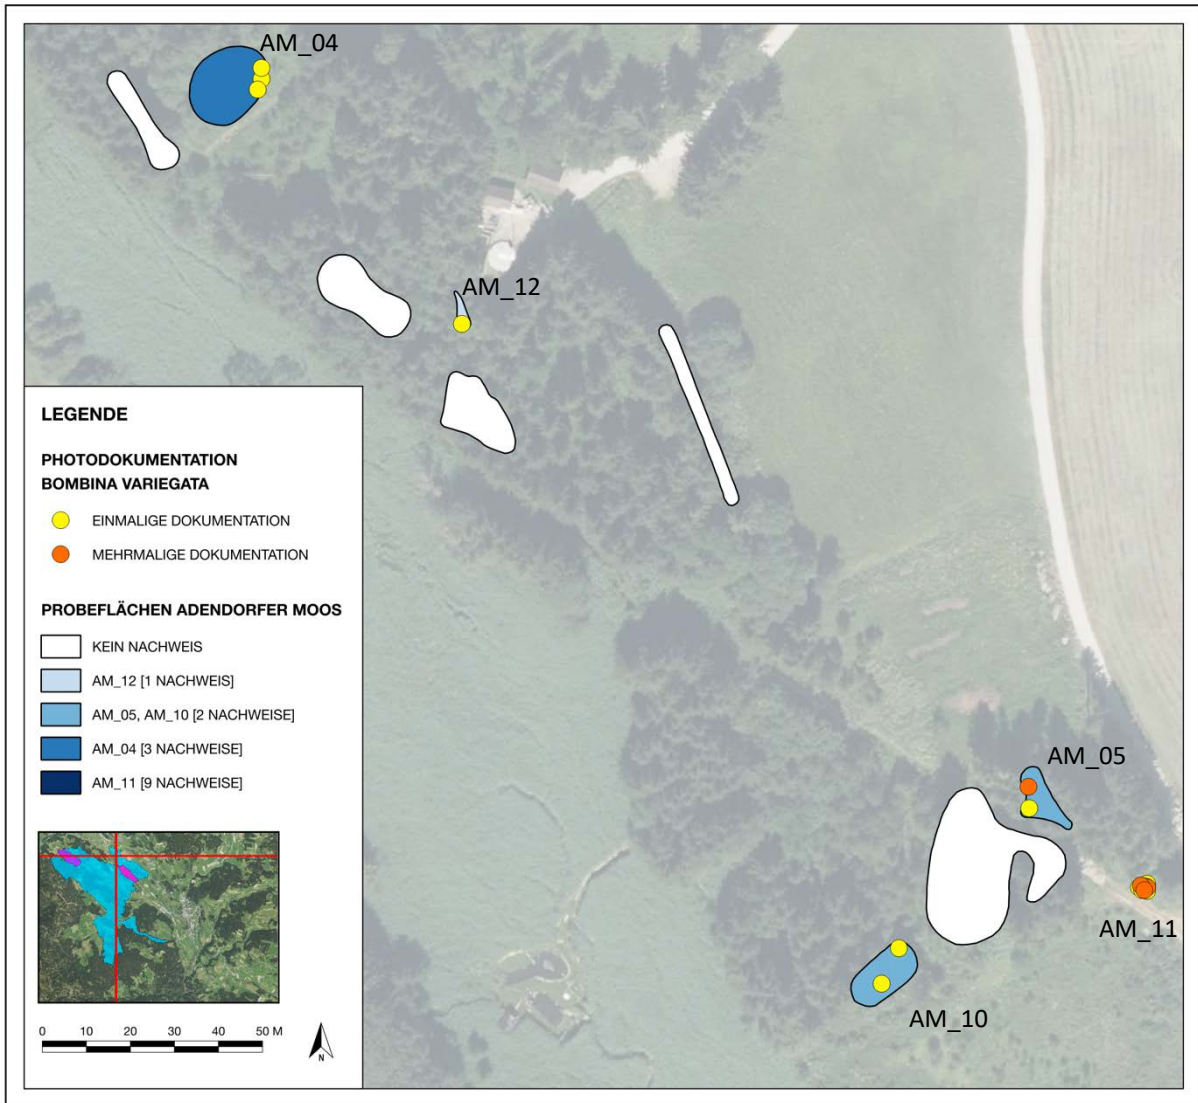 AM_04
AM_12
LEGENDE
PHOTODOKUMENTATION
BOMBINA VARIEGATA
EINMALIGE DOKUMENTATION
MEHRMALIGE DOKUMENTATION
PROBEFLÄCHEN ADENDORFER MOOS
KEIN NACHWEIS
AM_12 [1 NACHWEIS]
AM_05, AM_10 [2 NACHWEISE]
AM_04 [3 NACHWEISE]
AM_11 [9 NACHWEISE]
0 10 20 30 40 50 M
N
AM_05
AM_11
AM_10